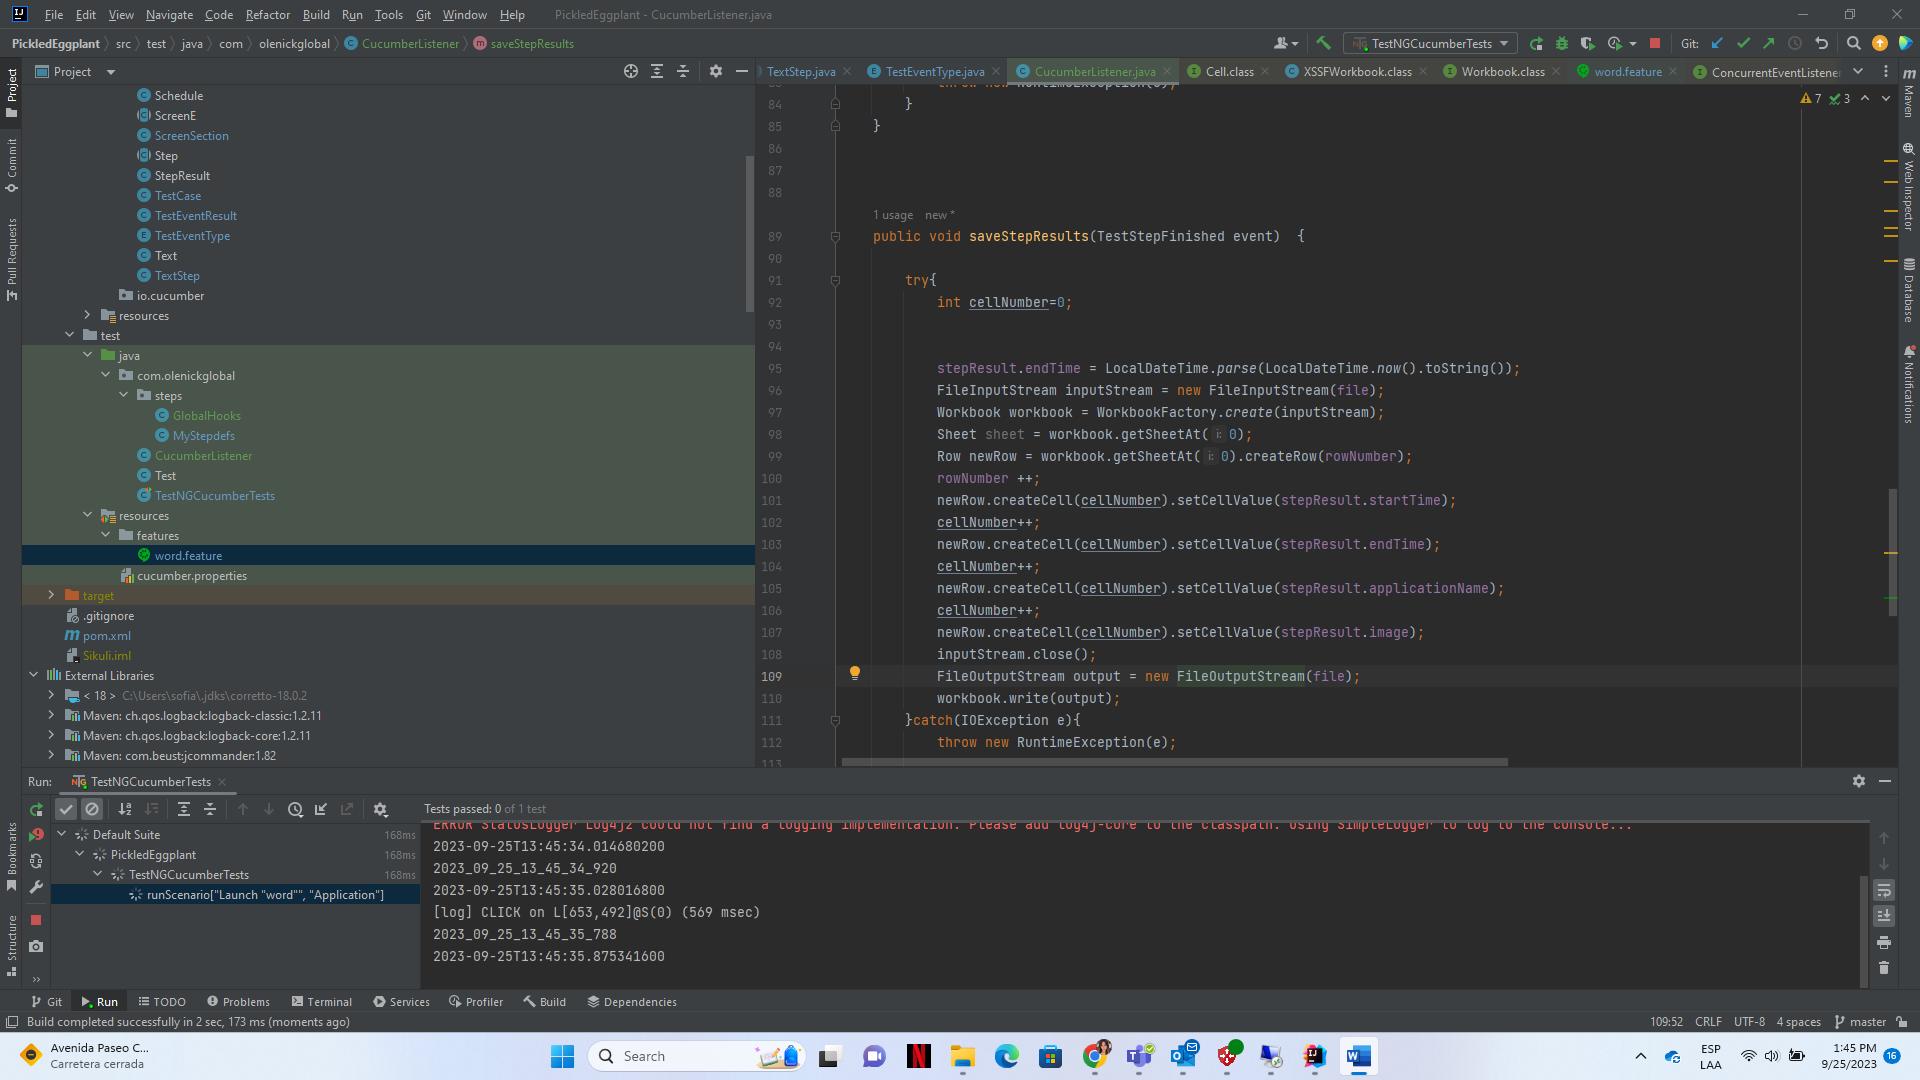 File Edit View Navigate Code Refactor Build Run Tools Git Window Help PickledEggplant - CucumberListener.java
PickledEggplant src test java com olenickglobal CucumberListener saveStepResults TestNGCucumberTests Git:
Project TextStep.java TestEventType.java CucumberListener.java Cell.class XSSFWorkbook.class Workbook.class word.feature ConcurrentEventListene
Project
Commit
Pull Requests
Bookmarks
Structure
Maven
Web Inspector
Database
Notifications
Schedule
ScreenE
ScreenSection
Step
StepResult
TestCase
TestEventResult
TestEventType
Text
TextStep
io.cucumber
resources
test
java
com.olenickglobal
steps
GlobalHooks
MyStepdefs
CucumberListener
Test
TestNGCucumberTests
resources
features
word.feature
cucumber.properties
target
.gitignore
pom.xml
Sikuli.iml
External Libraries
< 18 > C:\Users\sofia\.jdks\corretto-18.0.2
Maven: ch.qos.logback:logback-classic:1.2.11
Maven: ch.qos.logback:logback-core:1.2.11
Maven: com.beust:jcommander:1.82
7 3
84 }
85 }
86
87
88
1 usage new *
89 public void saveStepResults(TestStepFinished event) {
90
91 try{
92 int cellNumber=0;
93
94
95 stepResult.endTime = LocalDateTime.parse(LocalDateTime.now().toString());
96 FileInputStream inputStream = new FileInputStream(file);
97 Workbook workbook = WorkbookFactory.create(inputStream);
98 Sheet sheet = workbook.getSheetAt( i: 0);
99 Row newRow = workbook.getSheetAt( i: 0).createRow(rowNumber);
100 rowNumber ++;
101 newRow.createCell(cellNumber).setCellValue(stepResult.startTime);
102 cellNumber++;
103 newRow.createCell(cellNumber).setCellValue(stepResult.endTime);
104 cellNumber++;
105 newRow.createCell(cellNumber).setCellValue(stepResult.applicationName);
106 cellNumber++;
107 newRow.createCell(cellNumber).setCellValue(stepResult.image);
108 inputStream.close();
109 FileOutputStream output = new FileOutputStream(file);
110 workbook.write(output);
111 }catch(IOException e){
112 throw new RuntimeException(e);
113
Run: TestNGCucumberTests
Tests passed: 0 of 1 test
Default Suite 168ms
PickledEggplant 168ms
TestNGCucumberTests 168ms
runScenario["Launch "word"", "Application"]
ERROR StatusLogger Log4j2 could not find a logging implementation. Please add log4j-core to the classpath. Using SimpleLogger to log to the console...
2023-09-25T13:45:34.014680200
2023_09_25_13_45_34_920
2023-09-25T13:45:35.028016800
[log] CLICK on L[653,492]@S(0) (569 msec)
2023_09_25_13_45_35_788
2023-09-25T13:45:35.875341600
Git Run TODO Problems Terminal Services Profiler Build Dependencies
Build completed successfully in 2 sec, 173 ms (moments ago) 109:52 CRLF UTF-8 4 spaces master
Avenida Paseo C...
Carretera cerrada
Search
ESP
LAA
1:45 PM
9/25/2023
16